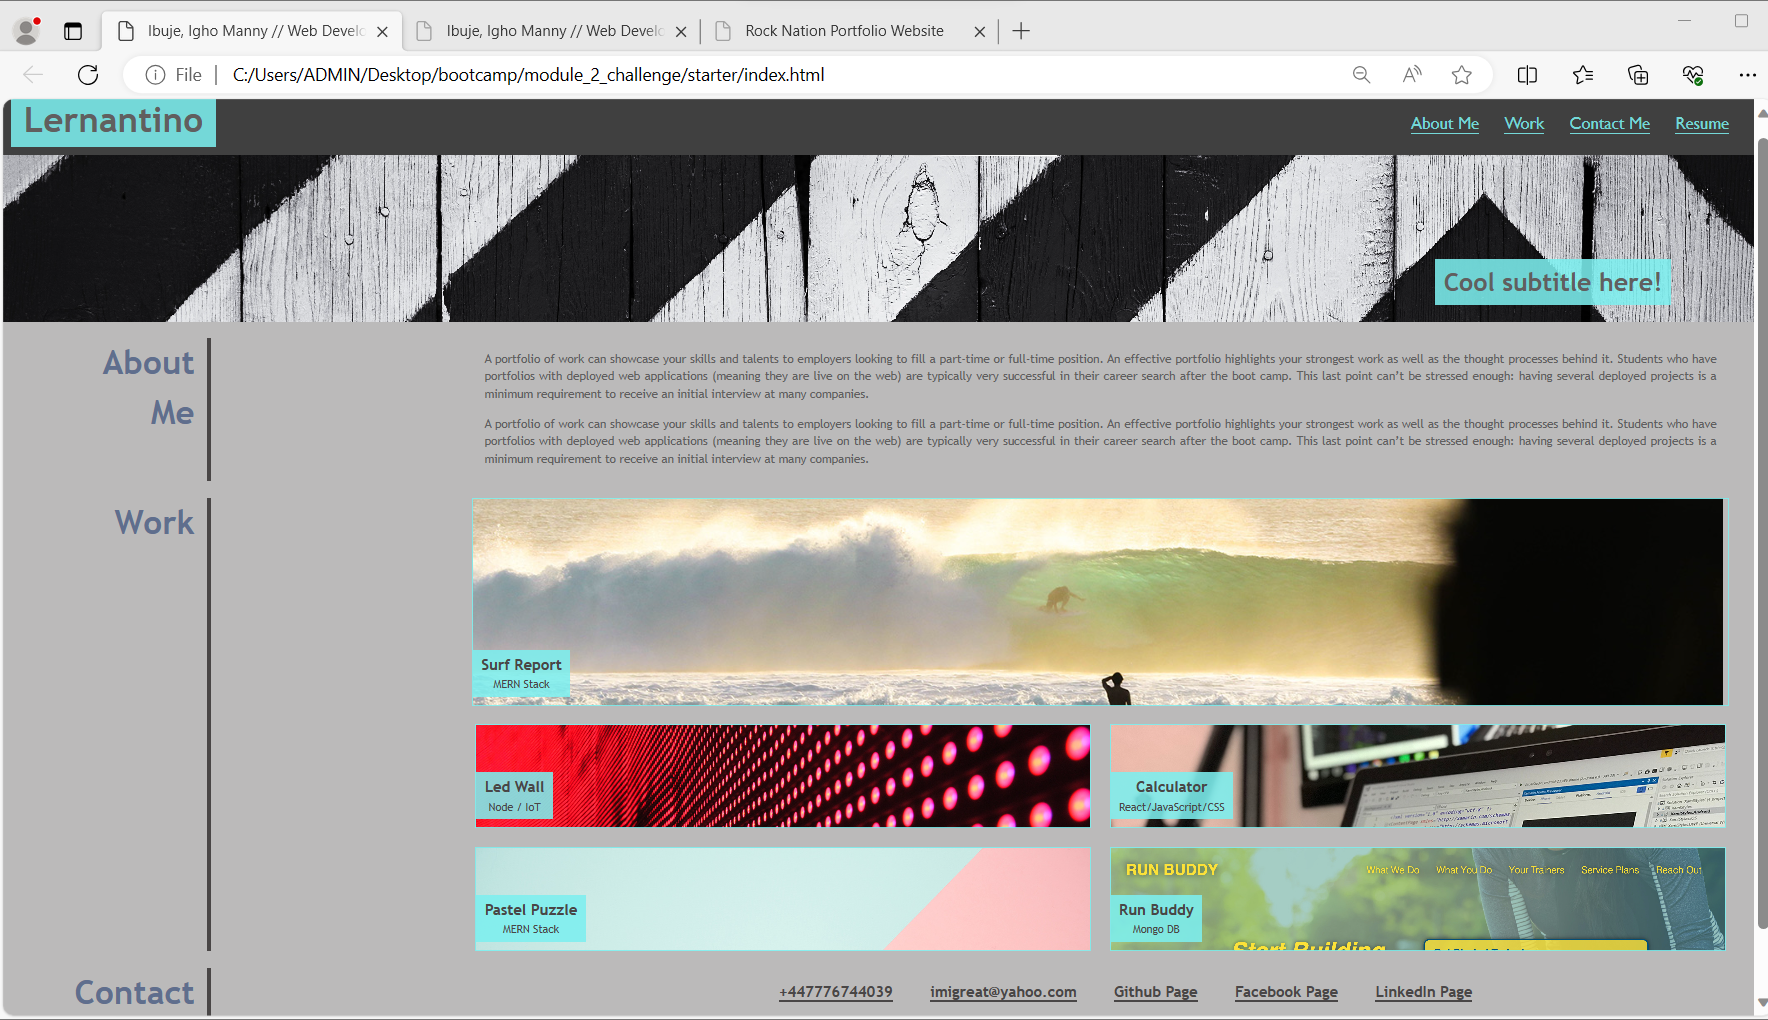 Ibuje, Igho Manny // Web Develo
Ibuje, Igho Manny // Web Develo
Rock Nation Portfolio Website
File
C:/Users/ADMIN/Desktop/bootcamp/module_2_challenge/starter/index.html
Lernantino
About Me Work Contact Me Resume
Cool subtitle here!
About
Me
A portfolio of work can showcase your skills and talents to employers looking to fill a part-time or full-time position. An effective portfolio highlights your strongest work as well as the thought processes behind it. Students who have
portfolios with deployed web applications (meaning they are live on the web) are typically very successful in their career search after the boot camp. This last point can’t be stressed enough: having several deployed projects is a
minimum requirement to receive an initial interview at many companies.
A portfolio of work can showcase your skills and talents to employers looking to fill a part-time or full-time position. An effective portfolio highlights your strongest work as well as the thought processes behind it. Students who have
portfolios with deployed web applications (meaning they are live on the web) are typically very successful in their career search after the boot camp. This last point can’t be stressed enough: having several deployed projects is a
minimum requirement to receive an initial interview at many companies.
Work
Surf Report
MERN Stack
Led Wall
Node / IoT
Calculator
React/JavaScript/CSS
Pastel Puzzle
MERN Stack
RUN BUDDY
What We Do What You Do Your Trainers Service Plans Reach Out
Run Buddy
Mongo DB
Start Building
Contact
+447776744039 imigreat@yahoo.com Github Page Facebook Page LinkedIn Page